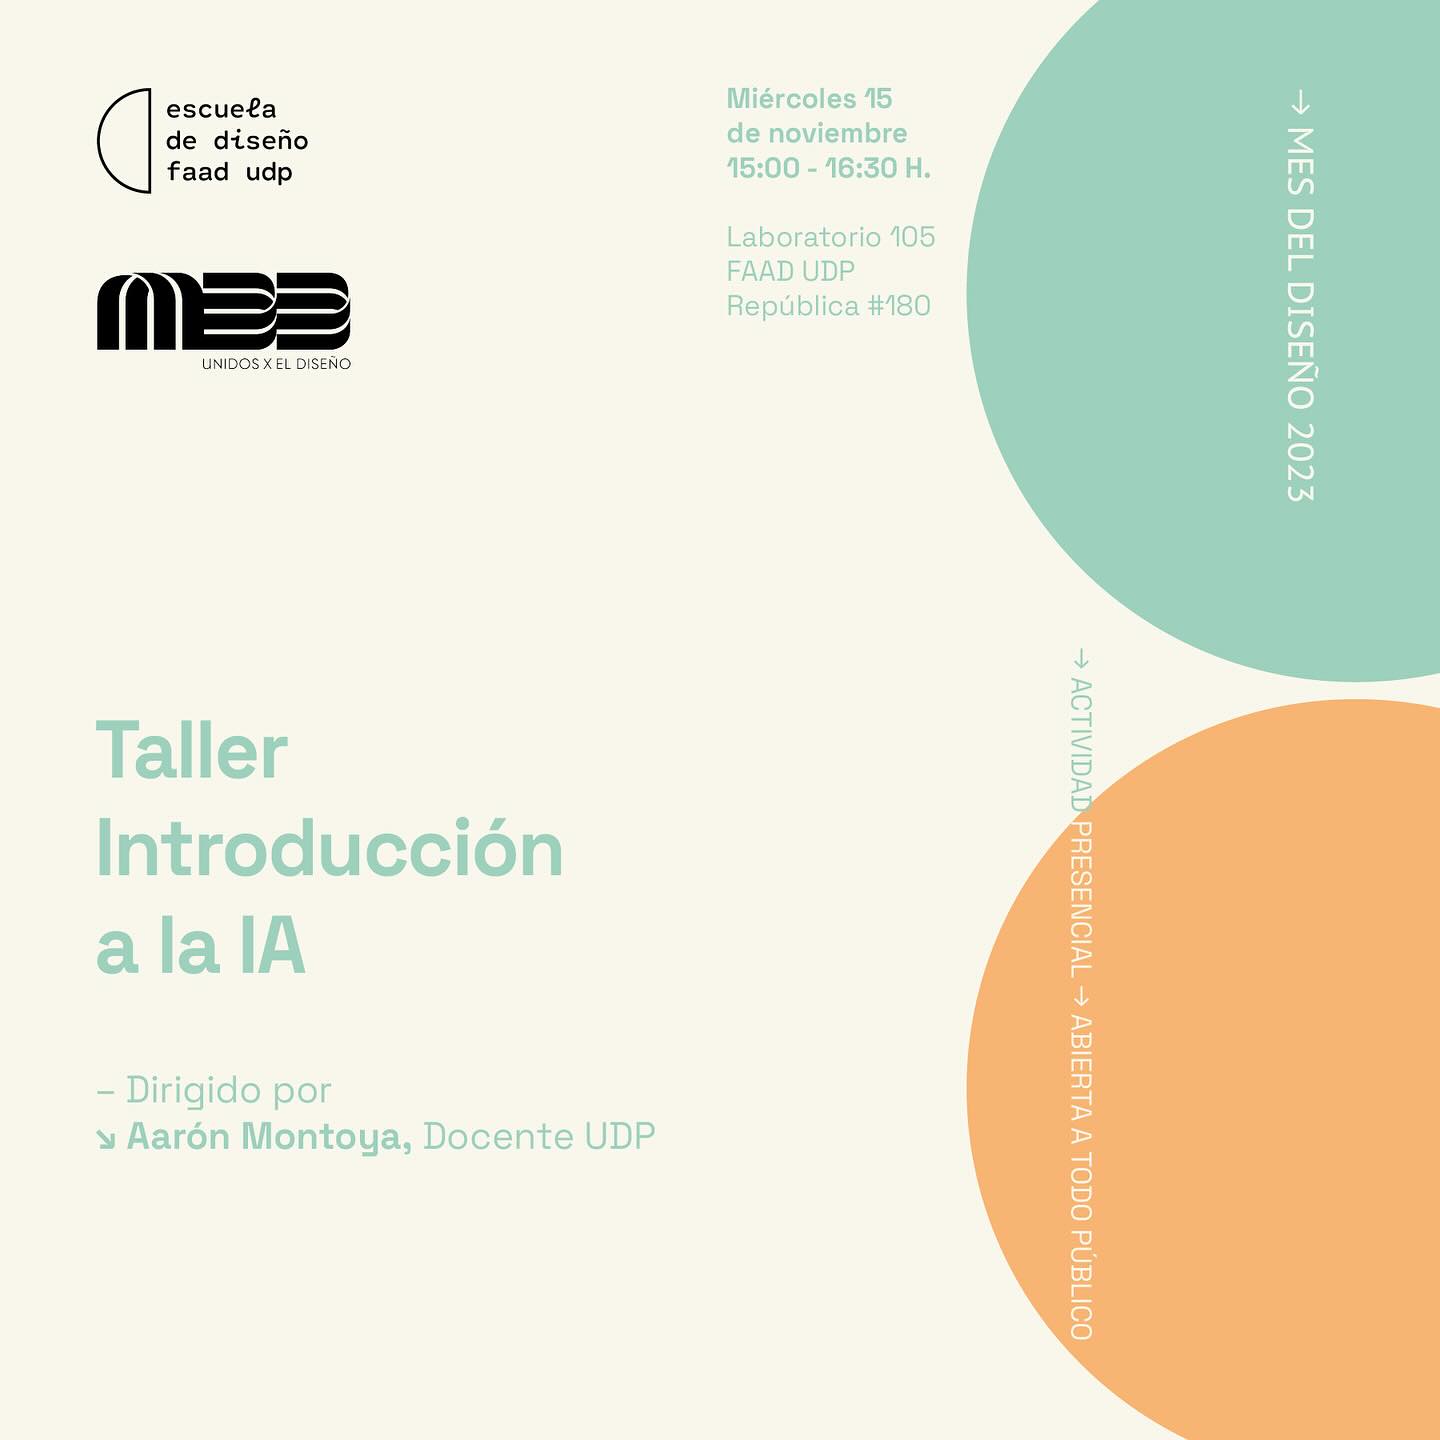 escuela
de diseño
faad udp
MBB
UNIDOS X EL DISEÑO
Miércoles 15
de noviembre
15:00 - 16:30 H.
Laboratorio 105
FAAD UDP
República #180
→ MES DEL DISEÑO 2023
Taller
Introducción
a la IA
– Dirigido por
↘ Aarón Montoya, Docente UDP
→ ACTIVIDAD PRESENCIAL → ABIERTA A TODO PÚBLICO